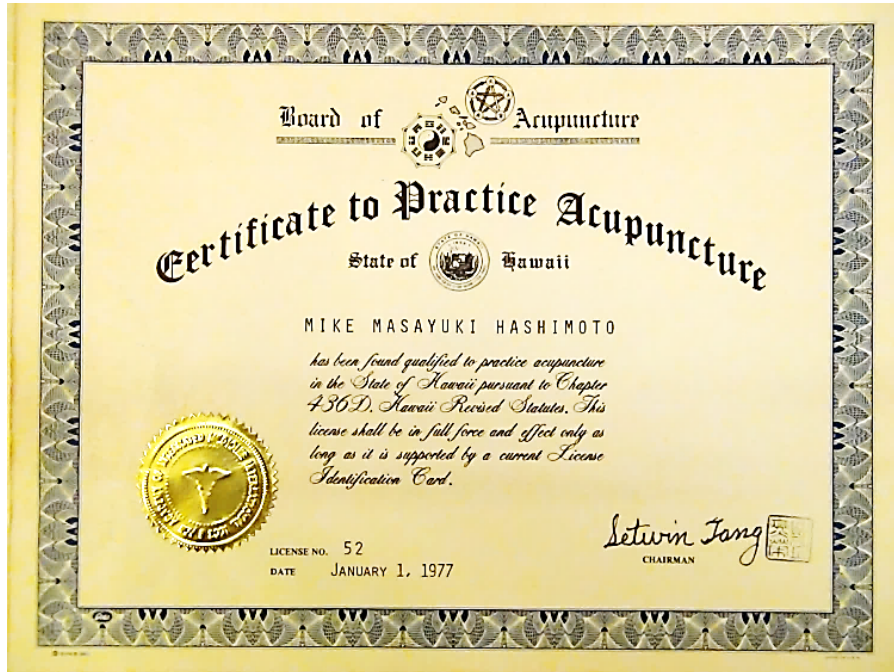 Board of Acupuncture
Certificate to Practice Acupuncture
State of Hawaii
MIKE MASAYUKI HASHIMOTO
has been found qualified to practice acupuncture
in the State of Hawaii pursuant to Chapter
436D, Hawaii Revised Statutes. This
license shall be in full force and effect only as
long as it is supported by a current License
Identification Card.
LICENSE NO. 52
DATE JANUARY 1, 1977
Setwin Tang
CHAIRMAN